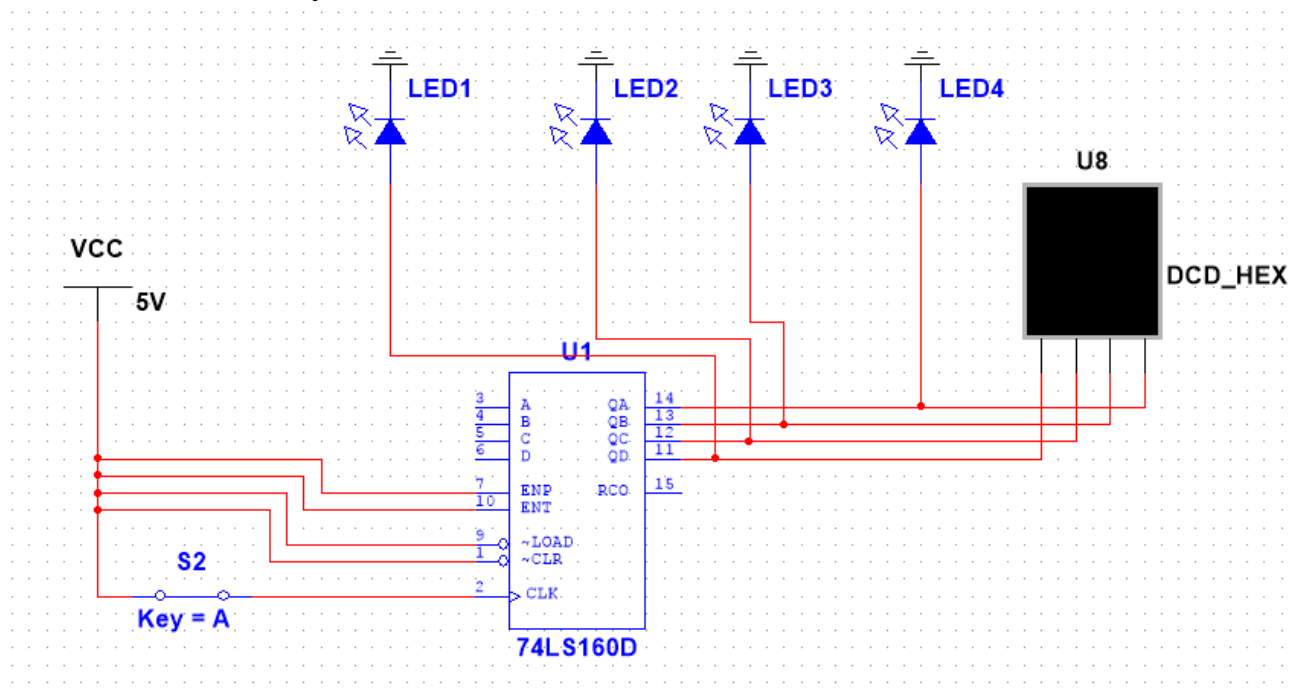 LED1
LED2
LED3
LED4
U8
VCC
5V
DCD_HEX
U1
3 A QA 14
4 B QB 13
5 C QC 12
6 D QD 11
7 ENP RCO 15
10 ENT
9 ~LOAD
1 ~CLR
S2
2 CLK
Key = A
74LS160D